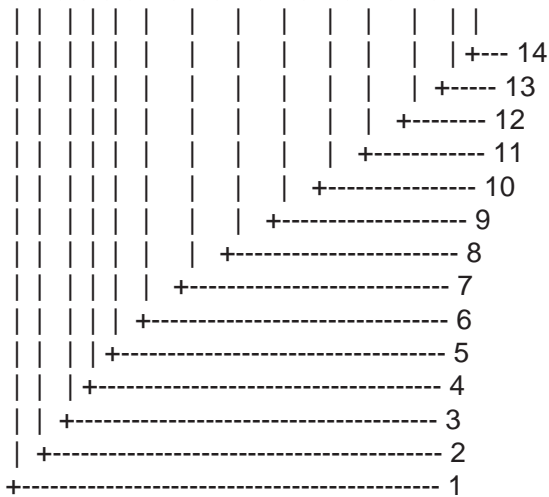 | | | | | | | | | | | | | |
| | | | | | | | | | | | | +--- 14
| | | | | | | | | | | | +----- 13
| | | | | | | | | | | +-------- 12
| | | | | | | | | | +------------ 11
| | | | | | | | | +---------------- 10
| | | | | | | | +------------------- 9
| | | | | | | +----------------------- 8
| | | | | | +-------------------------- 7
| | | | | +------------------------------ 6
| | | | +--------------------------------- 5
| | | +----------------------------------- 4
| | +------------------------------------- 3
| +--------------------------------------- 2
+------------------------------------------ 1